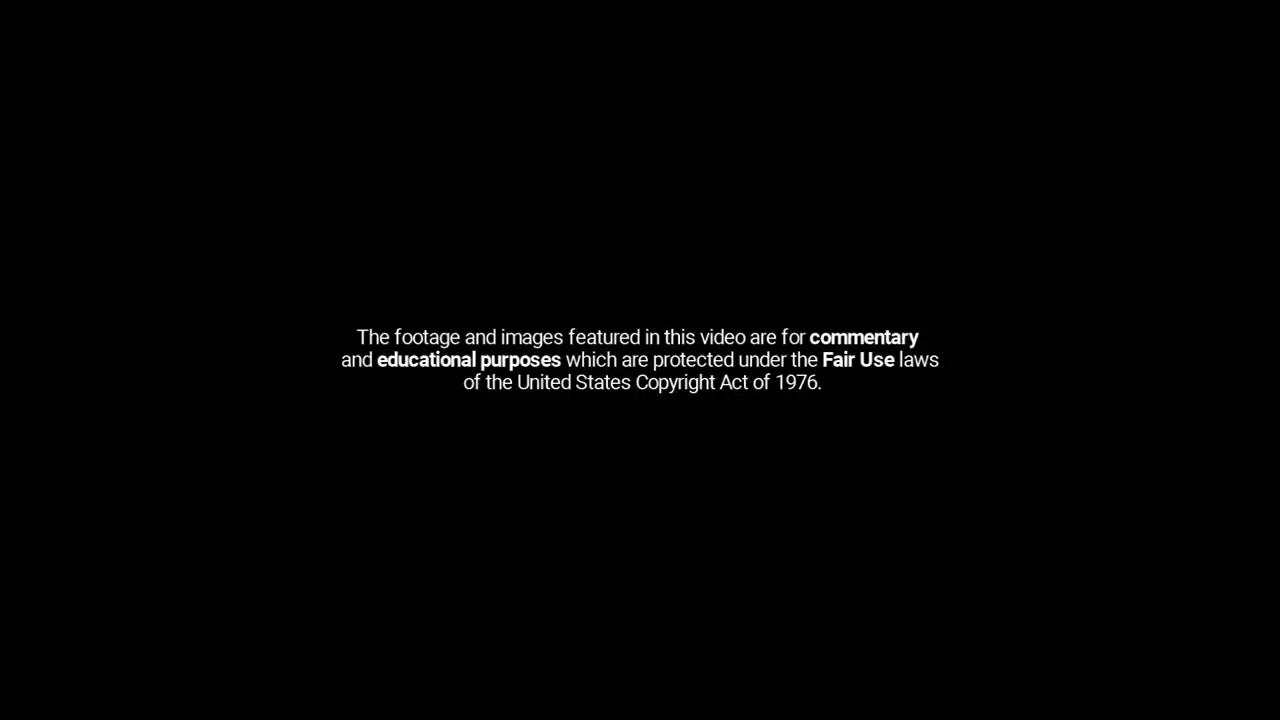 The footage and images featured in this video are for commentary
and educational purposes which are protected under the Fair Use laws
of the United States Copyright Act of 1976.